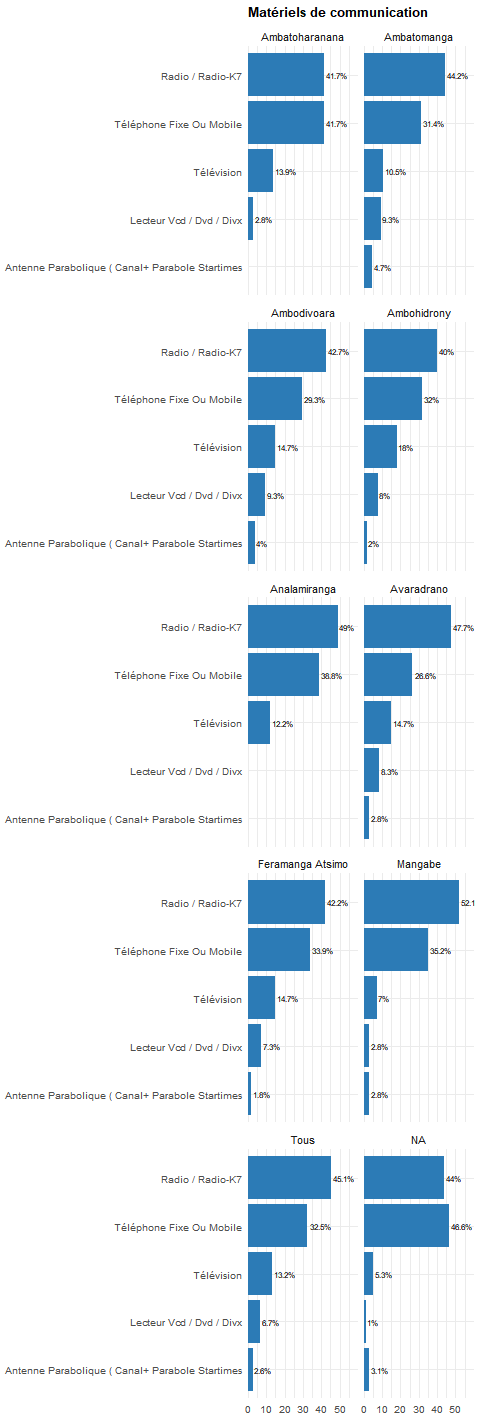 Matériels de communication
Ambatoharanana Ambatomanga
Radio / Radio-K7 41.7% 44.2%
Téléphone Fixe Ou Mobile 41.7% 31.4%
Télévision 13.9% 10.5%
Lecteur Vcd / Dvd / Divx 2.8% 9.3%
Antenne Parabolique ( Canal+ Parabole Startimes 4.7%
Ambodivoara Ambohidrony
Radio / Radio-K7 42.7% 40%
Téléphone Fixe Ou Mobile 29.3% 32%
Télévision 14.7% 18%
Lecteur Vcd / Dvd / Divx 9.3% 8%
Antenne Parabolique ( Canal+ Parabole Startimes 4% 2%
Analamiranga Avaradrano
Radio / Radio-K7 49% 47.7%
Téléphone Fixe Ou Mobile 38.8% 26.6%
Télévision 12.2% 14.7%
Lecteur Vcd / Dvd / Divx 8.3%
Antenne Parabolique ( Canal+ Parabole Startimes 2.8%
Feramanga Atsimo Mangabe
Radio / Radio-K7 42.2% 52.1
Téléphone Fixe Ou Mobile 33.9% 35.2%
Télévision 14.7% 7%
Lecteur Vcd / Dvd / Divx 7.3% 2.8%
Antenne Parabolique ( Canal+ Parabole Startimes 1.8% 2.8%
Tous NA
Radio / Radio-K7 45.1% 44%
Téléphone Fixe Ou Mobile 32.5% 46.6%
Télévision 13.2% 5.3%
Lecteur Vcd / Dvd / Divx 6.7% 1%
Antenne Parabolique ( Canal+ Parabole Startimes 2.6% 3.1%
0 10 20 30 40 50 0 10 20 30 40 50